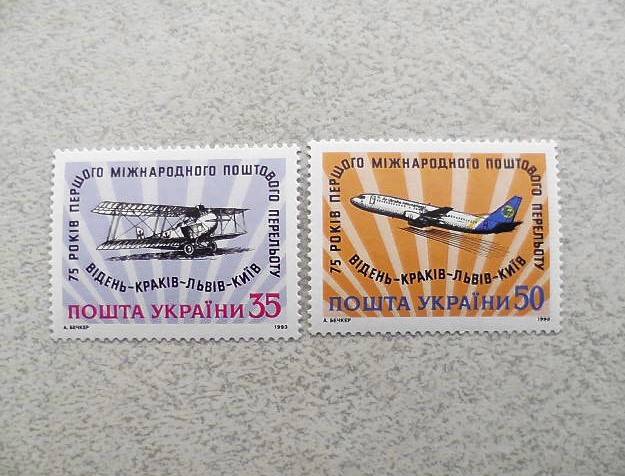 75 РОКІВ ПЕРШОГО МІЖНАРОДНОГО ПОШТОВОГО ПЕРЕЛЬОТУ
ВІДЕНЬ-КРАКІВ-ЛЬВІВ-КИЇВ
ПОШТА УКРАЇНИ 35
А. БЕЧКЕР 1993
75 РОКІВ ПЕРШОГО МІЖНАРОДНОГО ПОШТОВОГО ПЕРЕЛЬОТУ
ВІДЕНЬ-КРАКІВ-ЛЬВІВ-КИЇВ
ПОШТА УКРАЇНИ 50
А. БЕЧКЕР 1993